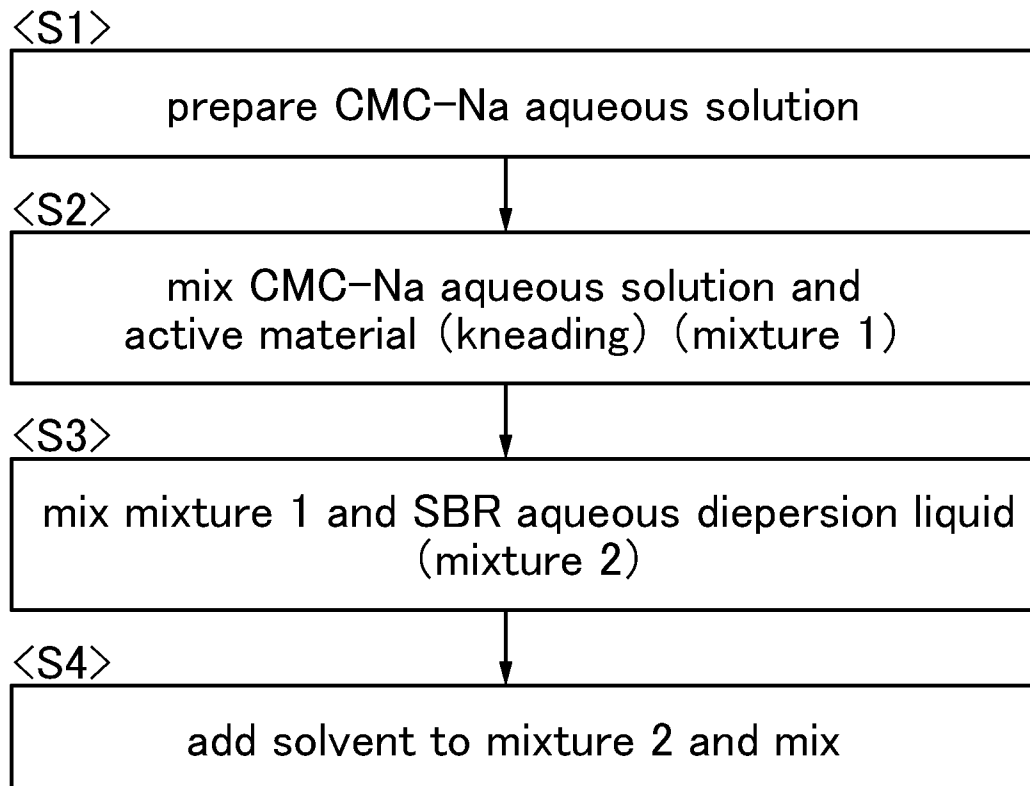 <S1>
prepare CMC-Na aqueous solution
<S2>
mix CMC-Na aqueous solution and
active material (kneading) (mixture 1)
<S3>
mix mixture 1 and SBR aqueous diepersion liquid
(mixture 2)
<S4>
add solvent to mixture 2 and mix